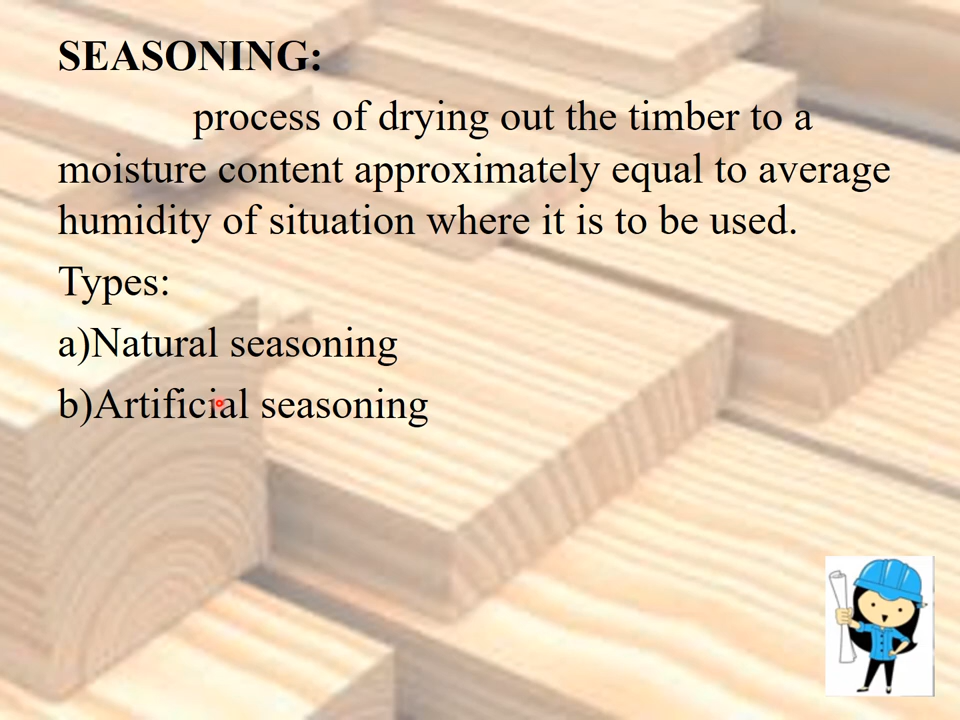 SEASONING:
process of drying out the timber to a
moisture content approximately equal to average
humidity of situation where it is to be used.
Types:
a)Natural seasoning
b)Artificial seasoning